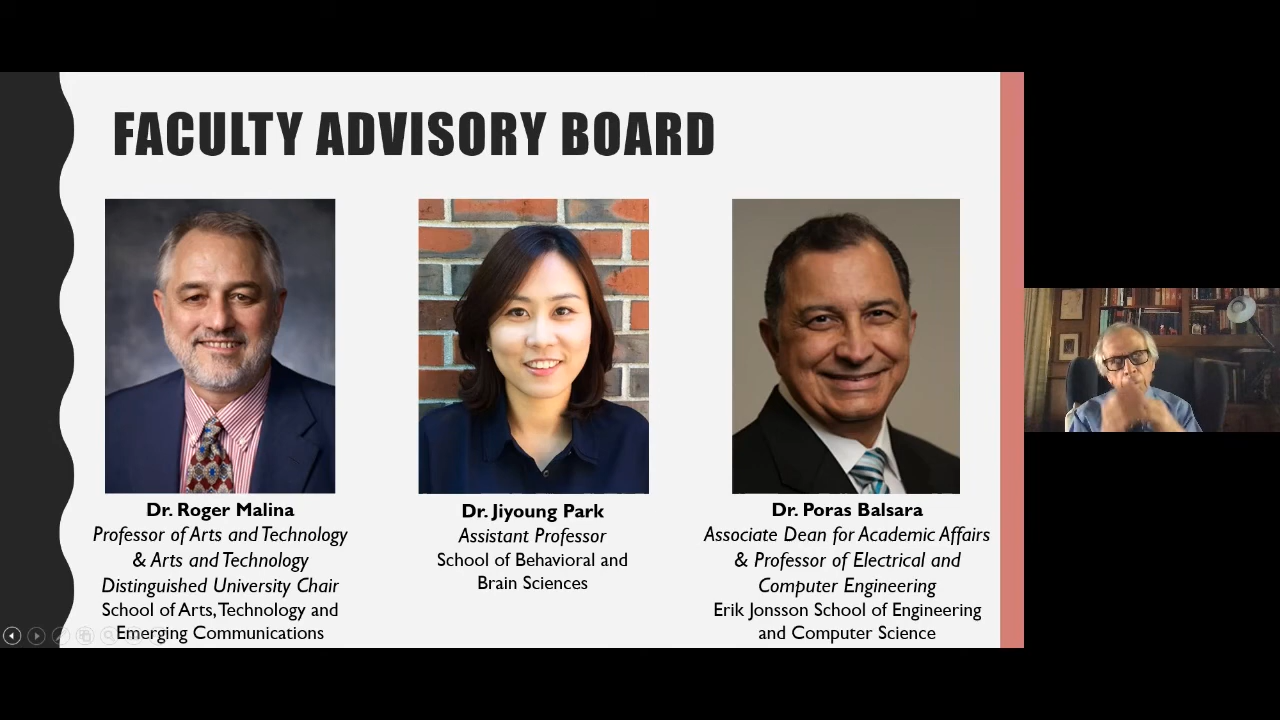 FACULTY ADVISORY BOARD
Dr. Roger Malina
Professor of Arts and Technology
& Arts and Technology
Distinguished University Chair
School of Arts, Technology and
Emerging Communications
Dr. Jiyoung Park
Assistant Professor
School of Behavioral and
Brain Sciences
Dr. Poras Balsara
Associate Dean for Academic Affairs
& Professor of Electrical and
Computer Engineering
Erik Jonsson School of Engineering
and Computer Science